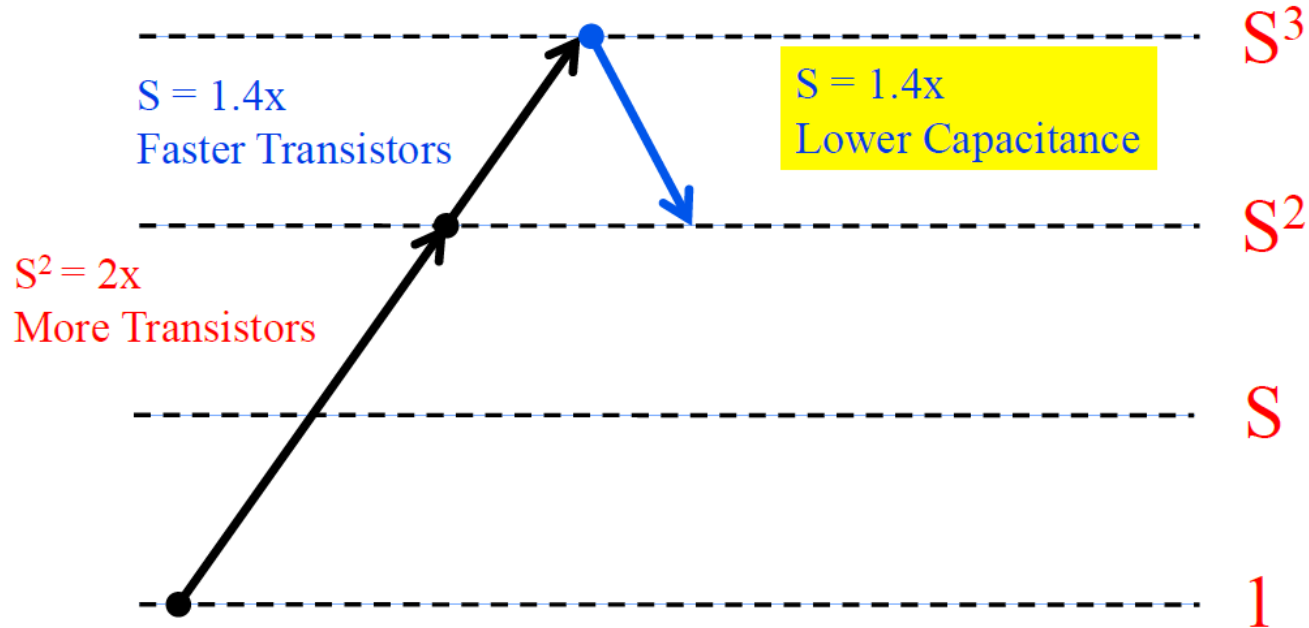 S³
S = 1.4x
Faster Transistors
S = 1.4x
Lower Capacitance
S²
S² = 2x
More Transistors
S
1